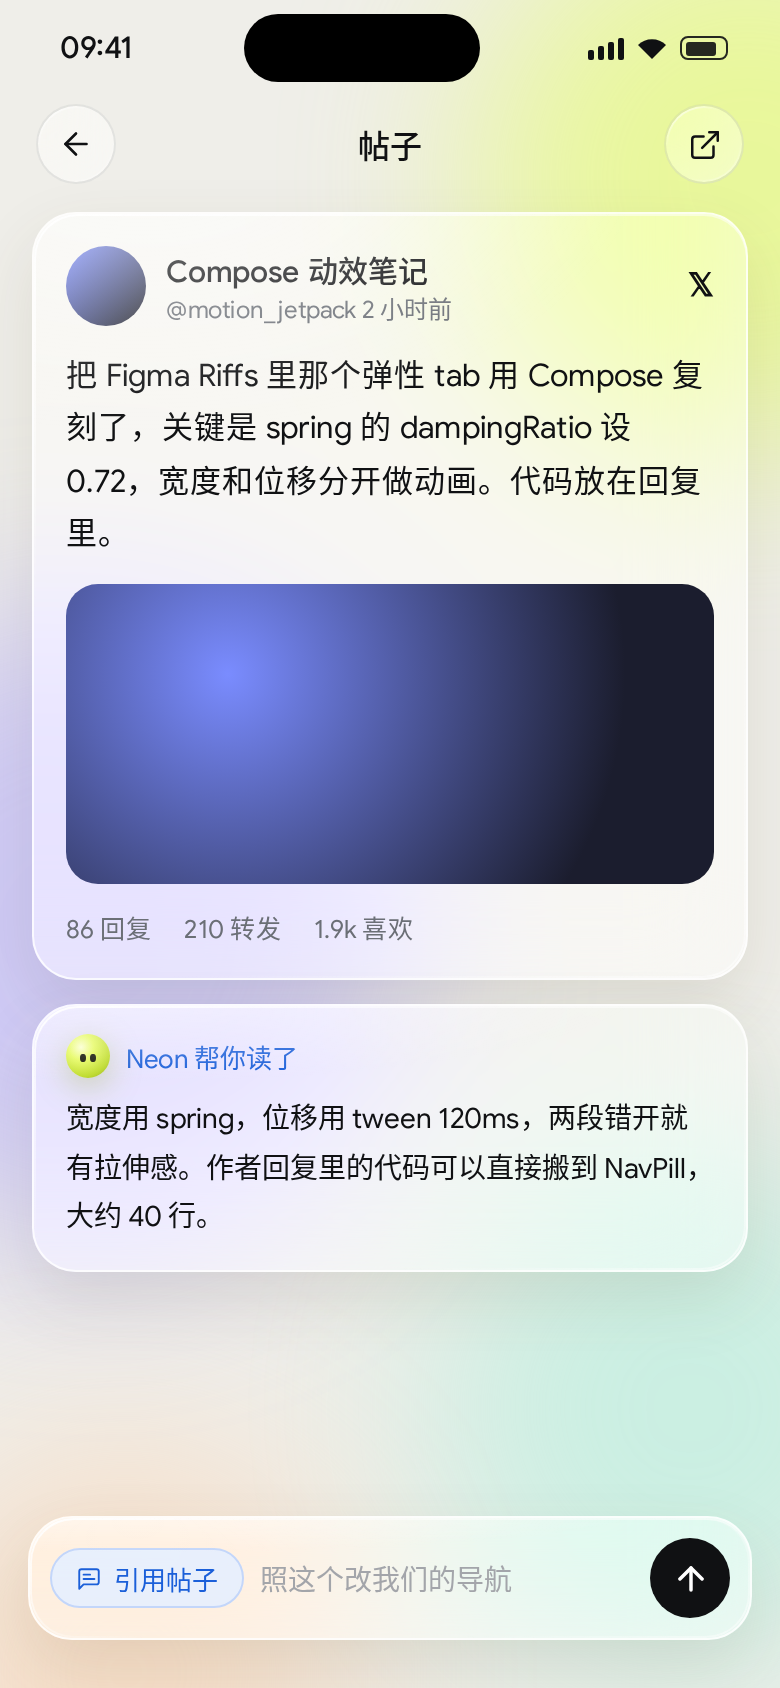 09:41
帖子
Compose 动效笔记
@motion_jetpack 2 小时前
𝕏
把 Figma Riffs 里那个弹性 tab 用 Compose 复
刻了，关键是 spring 的 dampingRatio 设
0.72，宽度和位移分开做动画。代码放在回复
里。
86 回复 210 转发 1.9k 喜欢
Neon 帮你读了
宽度用 spring，位移用 tween 120ms，两段错开就
有拉伸感。作者回复里的代码可以直接搬到 NavPill，
大约 40 行。
引用帖子 照这个改我们的导航